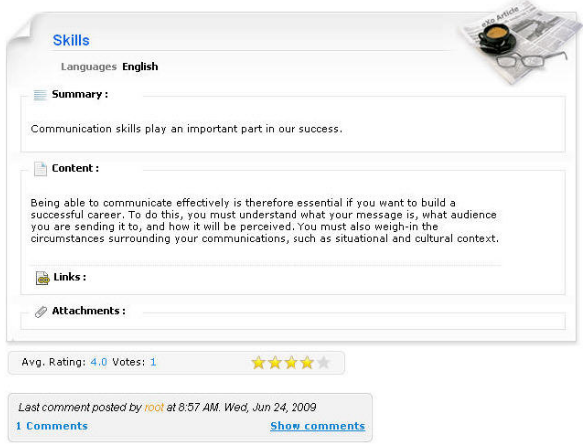 Skills
eXo Article
Languages English
Summary :
Communication skills play an important part in our success.
Content :
Being able to communicate effectively is therefore essential if you want to build a
successful career. To do this, you must understand what your message is, what audience
you are sending it to, and how it will be perceived. You must also weigh-in the
circumstances surrounding your communications, such as situational and cultural context.
Links :
Attachments :
Avg. Rating: 4.0 Votes: 1
Last comment posted by root at 8:57 AM. Wed, Jun 24, 2009
1 Comments Show comments